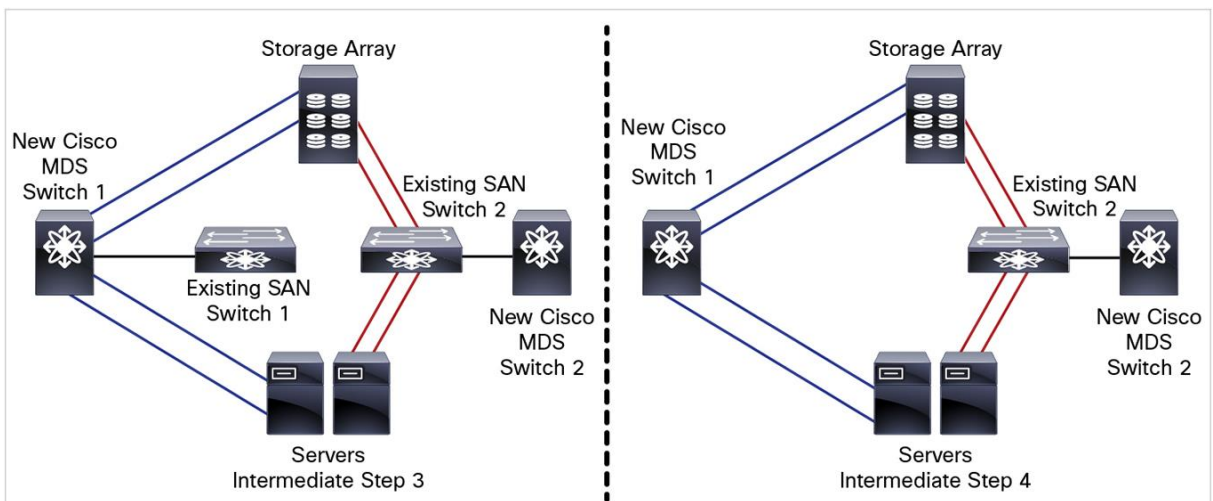 Storage Array
New Cisco
MDS
Switch 1
Existing SAN
Switch 2
Existing SAN
Switch 1
New Cisco
MDS
Switch 2
Servers
Intermediate Step 3
Storage Array
New Cisco
MDS
Switch 1
Existing SAN
Switch 2
New Cisco
MDS
Switch 2
Servers
Intermediate Step 4